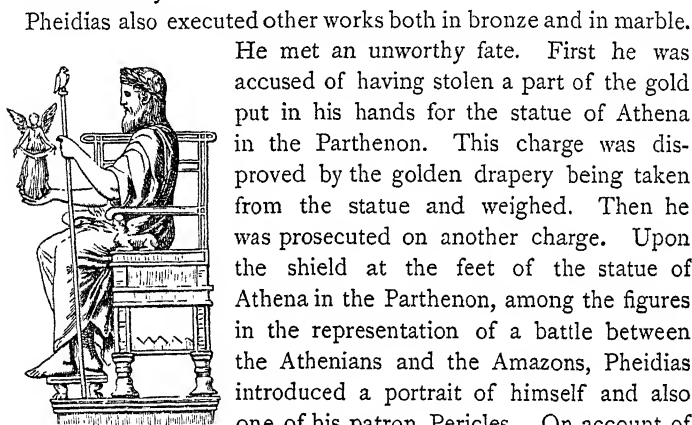 Pheidias also executed other works both in bronze and in marble.
He met an unworthy fate. First he was
accused of having stolen a part of the gold
put in his hands for the statue of Athena
in the Parthenon. This charge was dis-
proved by the golden drapery being taken
from the statue and weighed. Then he
was prosecuted on another charge. Upon
the shield at the feet of the statue of
Athena in the Parthenon, among the figures
in the representation of a battle between
the Athenians and the Amazons, Pheidias
introduced a portrait of himself and also
one of his patron Pericles. On account of